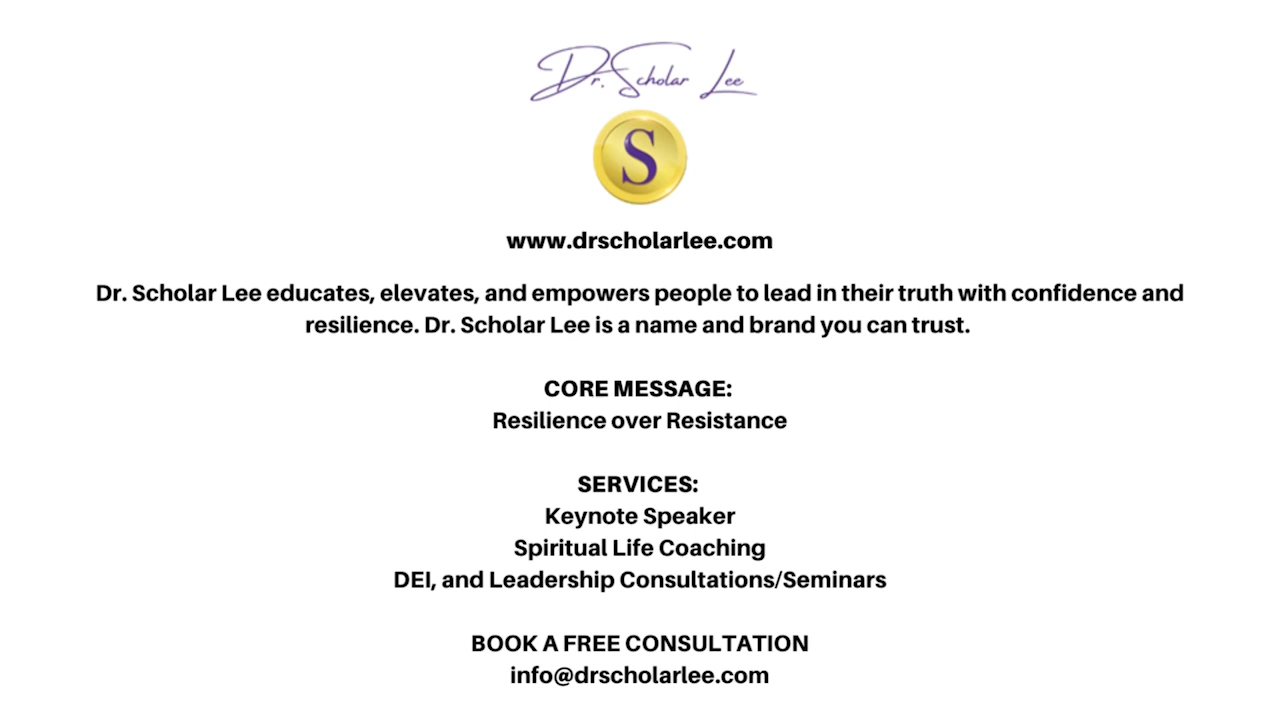 Dr. Scholar Lee
S
www.drscholarlee.com
Dr. Scholar Lee educates, elevates, and empowers people to lead in their truth with confidence and
resilience. Dr. Scholar Lee is a name and brand you can trust.
CORE MESSAGE:
Resilience over Resistance
SERVICES:
Keynote Speaker
Spiritual Life Coaching
DEI, and Leadership Consultations/Seminars
BOOK A FREE CONSULTATION
info@drscholarlee.com